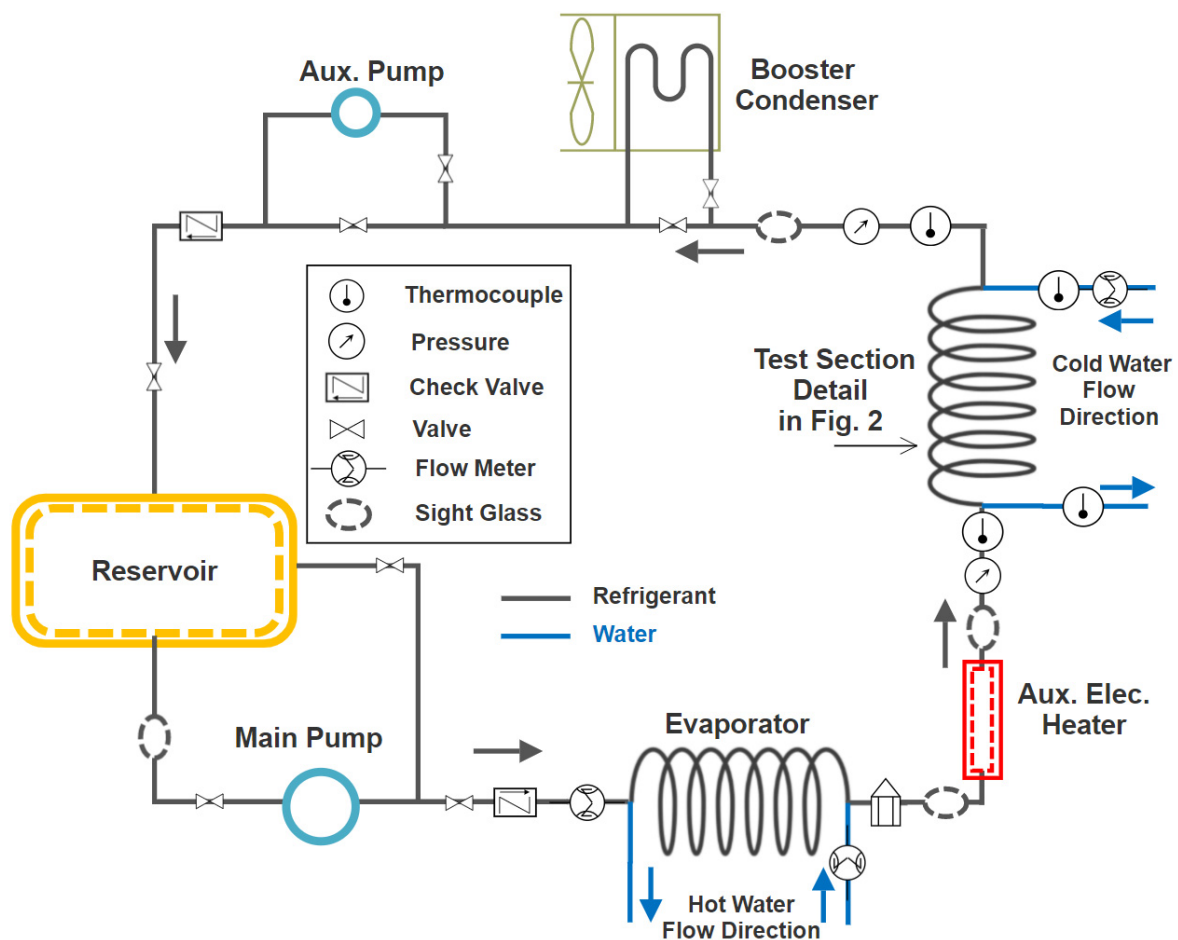 Aux. Pump
Booster
Condenser
Thermocouple
Pressure
Check Valve
Valve
Flow Meter
Sight Glass
Test Section
Detail
in Fig. 2
Cold Water
Flow
Direction
Reservoir
Refrigerant
Water
Main Pump
Evaporator
Aux. Elec.
Heater
Hot Water
Flow Direction